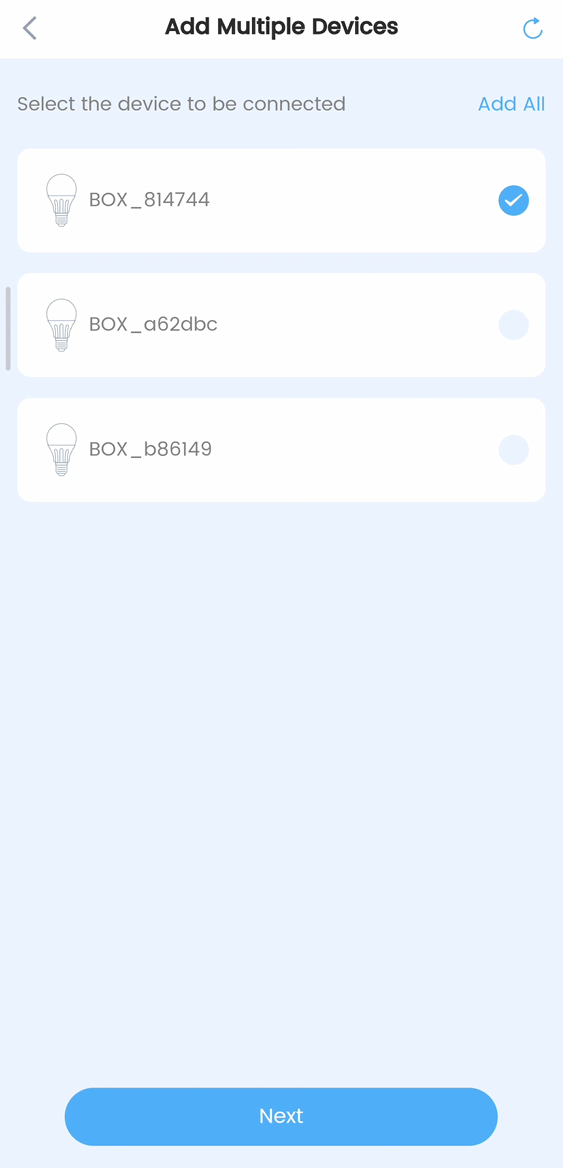 Add Multiple Devices
Select the device to be connected Add All
BOX_814744
BOX_a62dbc
BOX_b86149
Next